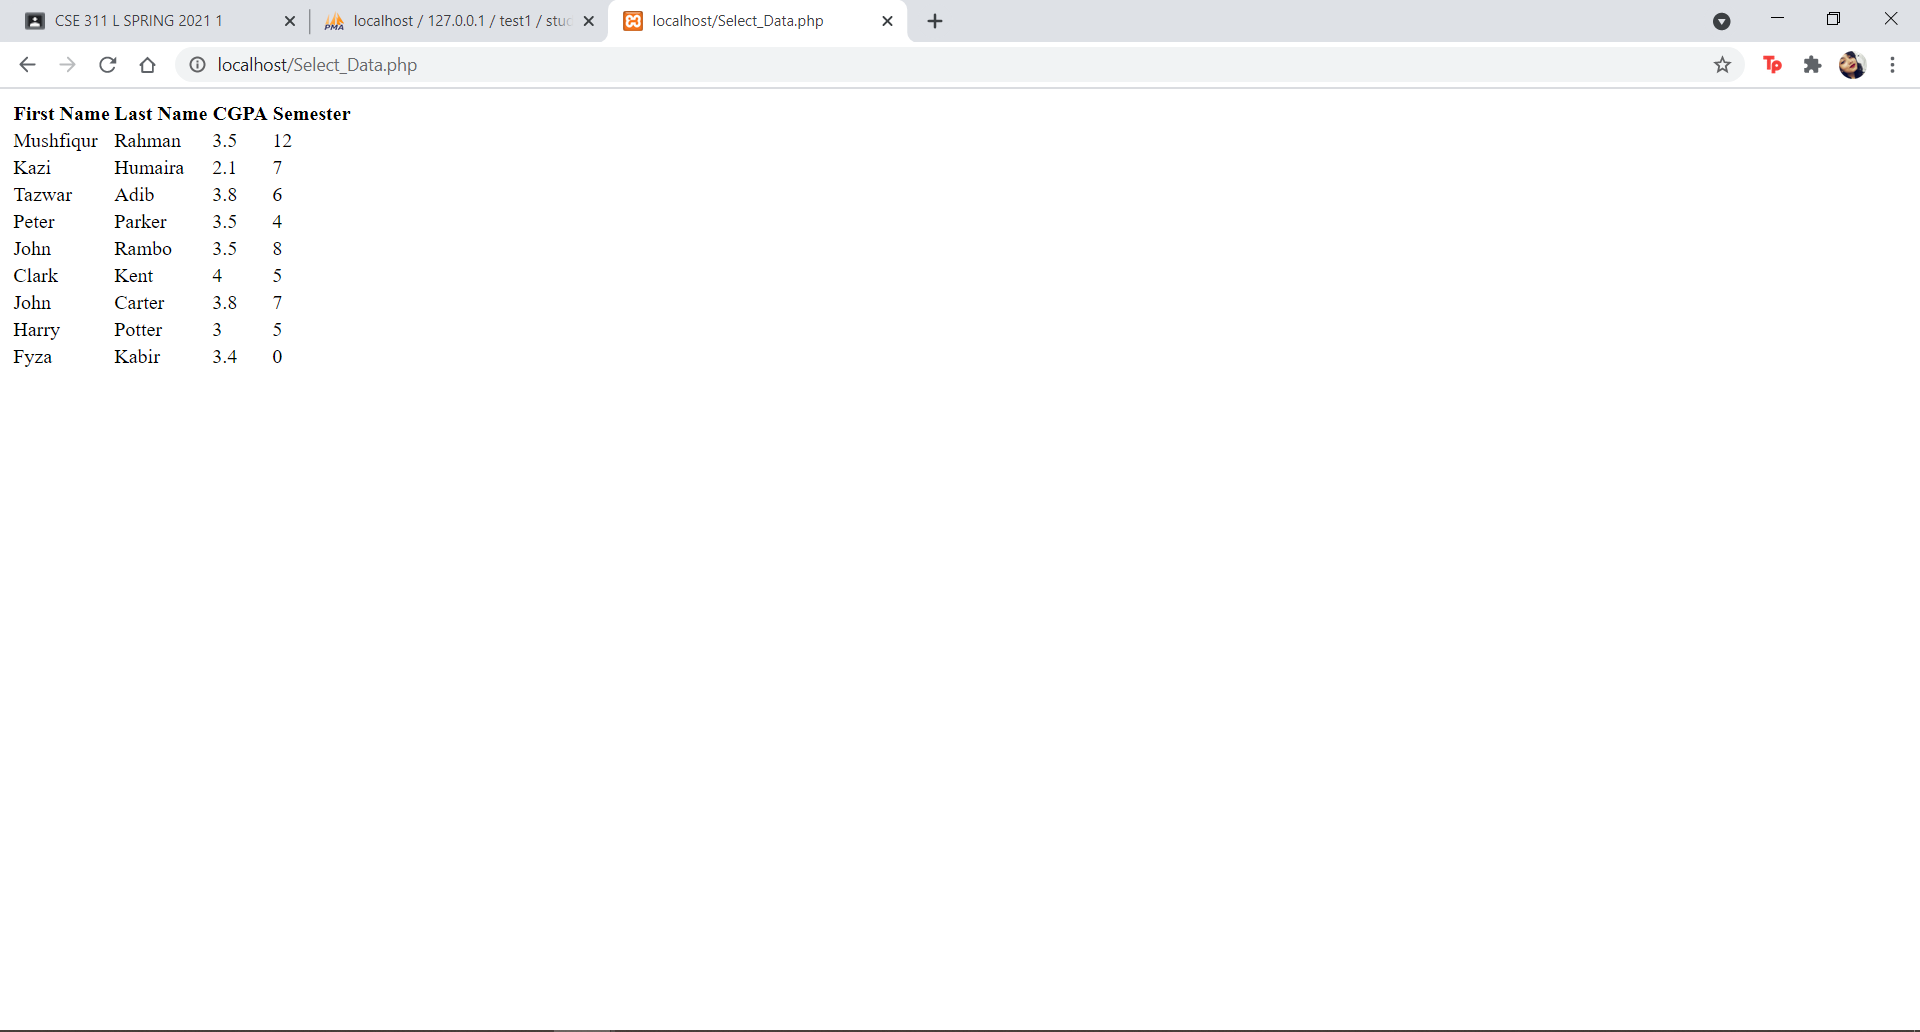 CSE 311 L SPRING 2021 1
PMA localhost / 127.0.0.1 / test1 / stud
localhost/Select_Data.php
localhost/Select_Data.php
Tp
First Name Last Name CGPA Semester
Mushfiqur Rahman 3.5 12
Kazi Humaira 2.1 7
Tazwar Adib 3.8 6
Peter Parker 3.5 4
John Rambo 3.5 8
Clark Kent 4 5
John Carter 3.8 7
Harry Potter 3 5
Fyza Kabir 3.4 0